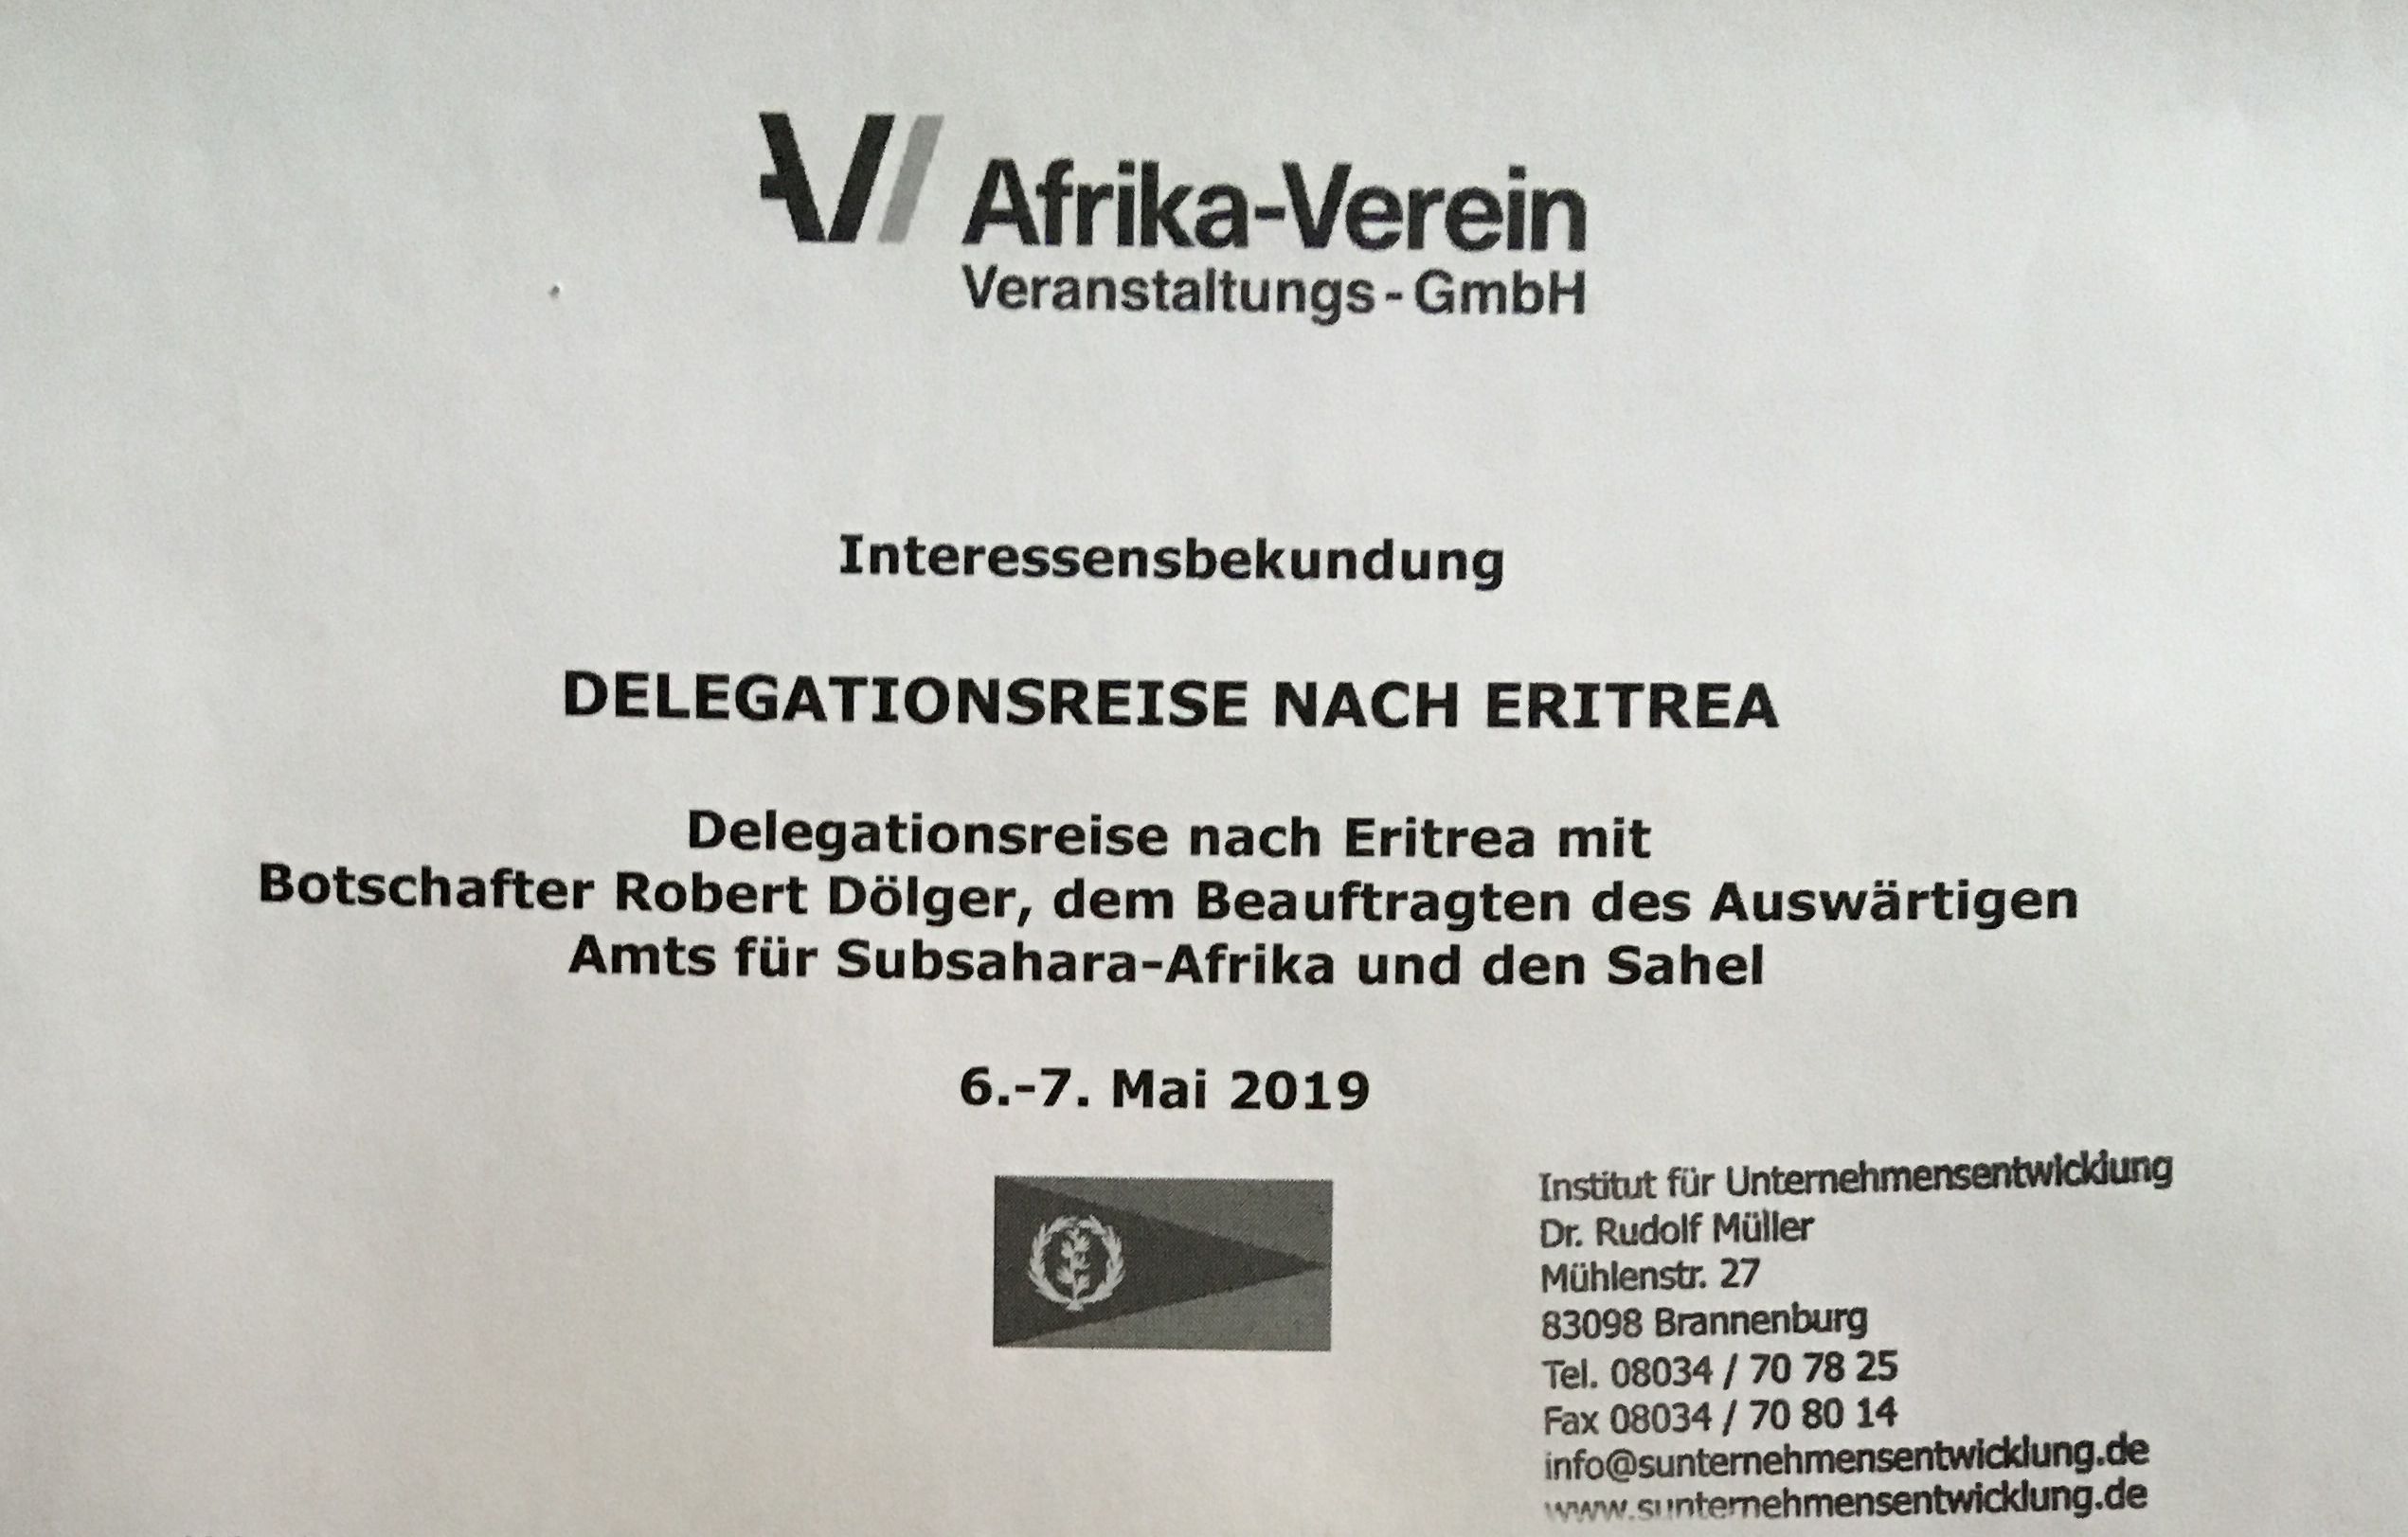 Afrika-Verein
Veranstaltungs-GmbH
Interessensbekundung
DELEGATIONSREISE NACH ERITREA
Delegationsreise nach Eritrea mit
Botschafter Robert Dölger, dem Beauftragten des Auswärtigen
Amts für Subsahara-Afrika und den Sahel
6.-7. Mai 2019
Institut für Unternehmensentwicklung
Dr. Rudolf Müller
Mühlenstr. 27
83098 Brannenburg
Tel. 08034 / 70 78 25
Fax 08034 / 70 80 14
info@sunternehmensentwicklung.de
www.sunternehmensentwicklung.de